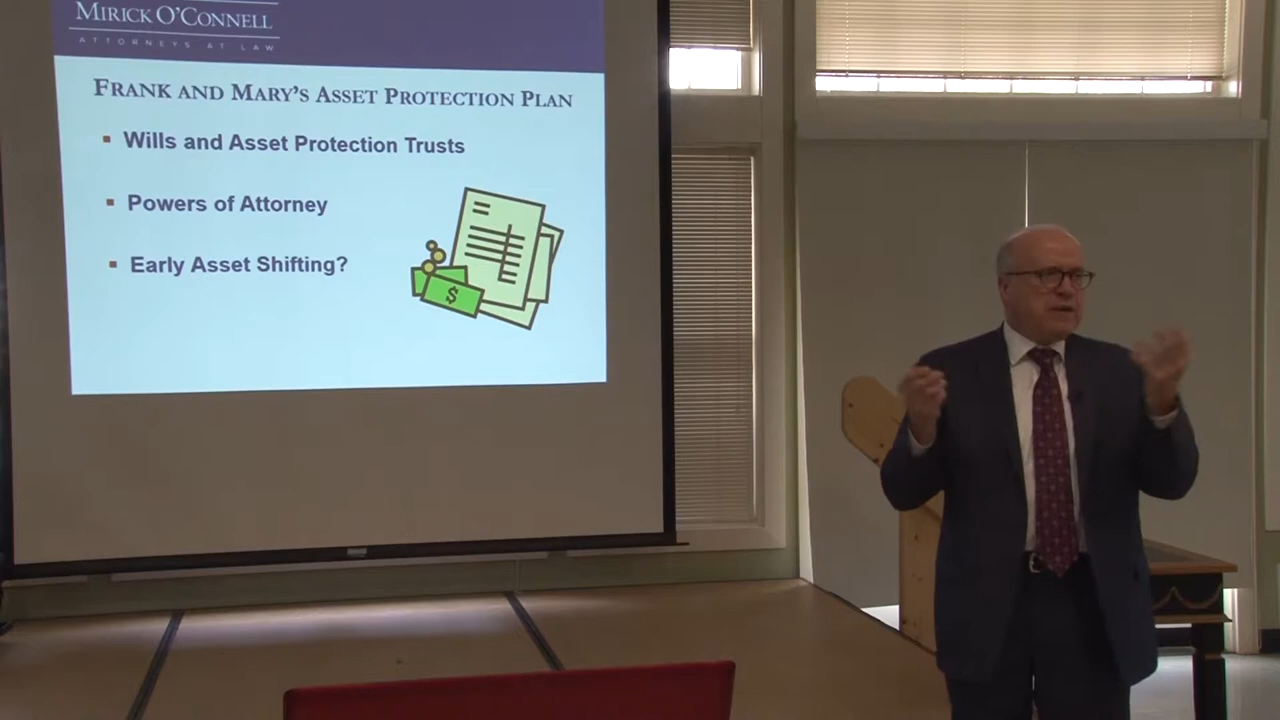 MIRICK O'CONNELL
ATTORNEYS AT LAW
FRANK AND MARY'S ASSET PROTECTION PLAN
▪ Wills and Asset Protection Trusts
▪ Powers of Attorney
▪ Early Asset Shifting?
$